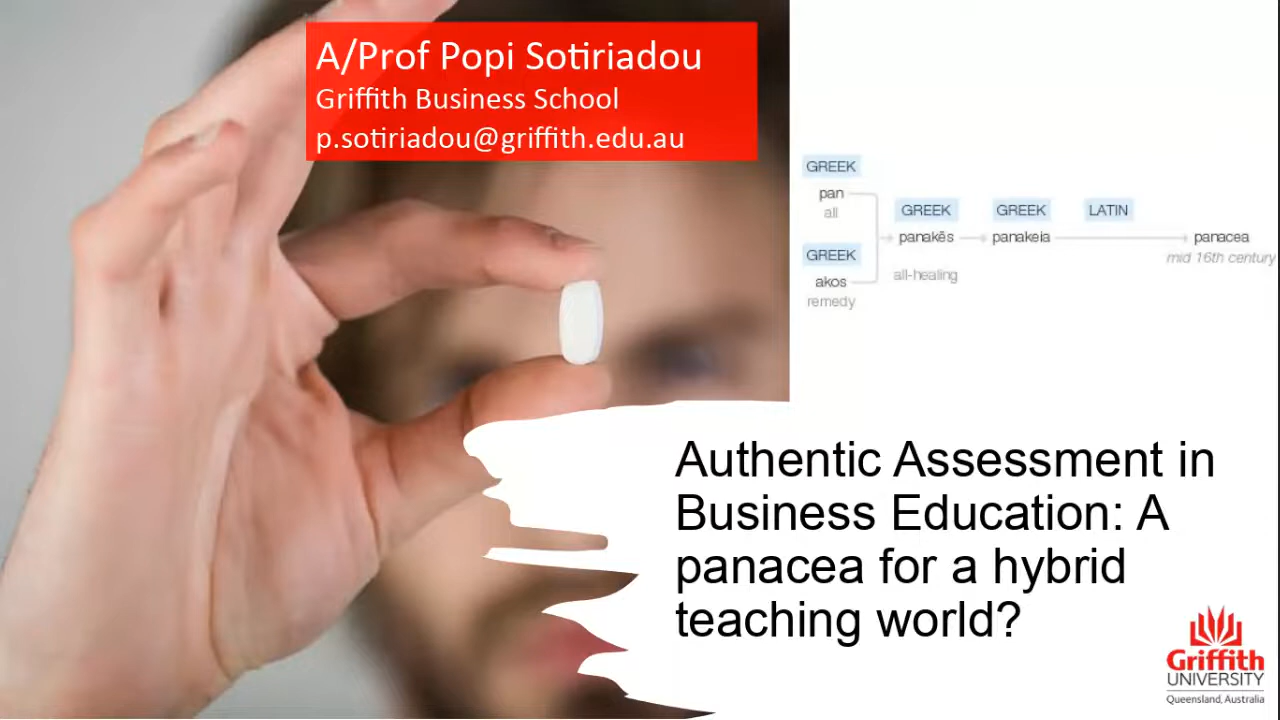 A/Prof Popi Sotiriadou
Griffith Business School
p.sotiriadou@griffith.edu.au
GREEK
pan
all
GREEK
akos
remedy
GREEK
panakēs
all-healing
GREEK
panakeia
LATIN
panacea
mid 16th century
Authentic Assessment in
Business Education: A
panacea for a hybrid
teaching world?
Griffith
UNIVERSITY
Queensland, Australia